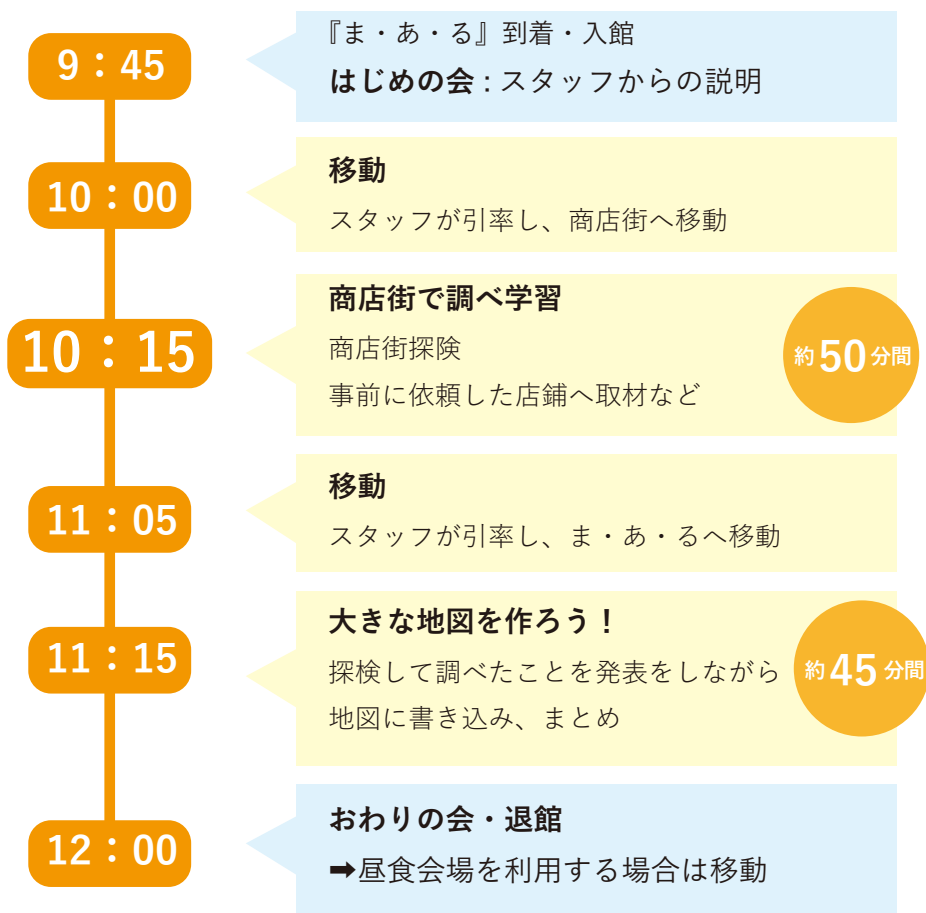 9：45
『ま・あ・る』到着・入館
はじめの会 : スタッフからの説明
10：00
移動
スタッフが引率し、商店街へ移動
10：15
商店街で調べ学習
商店街探険
事前に依頼した店舗へ取材など
約50分間
11：05
移動
スタッフが引率し、ま・あ・るへ移動
11：15
大きな地図を作ろう！
探検して調べたことを発表をしながら
地図に書き込み、まとめ
約45分間
12：00
おわりの会・退館
➡昼食会場を利用する場合は移動